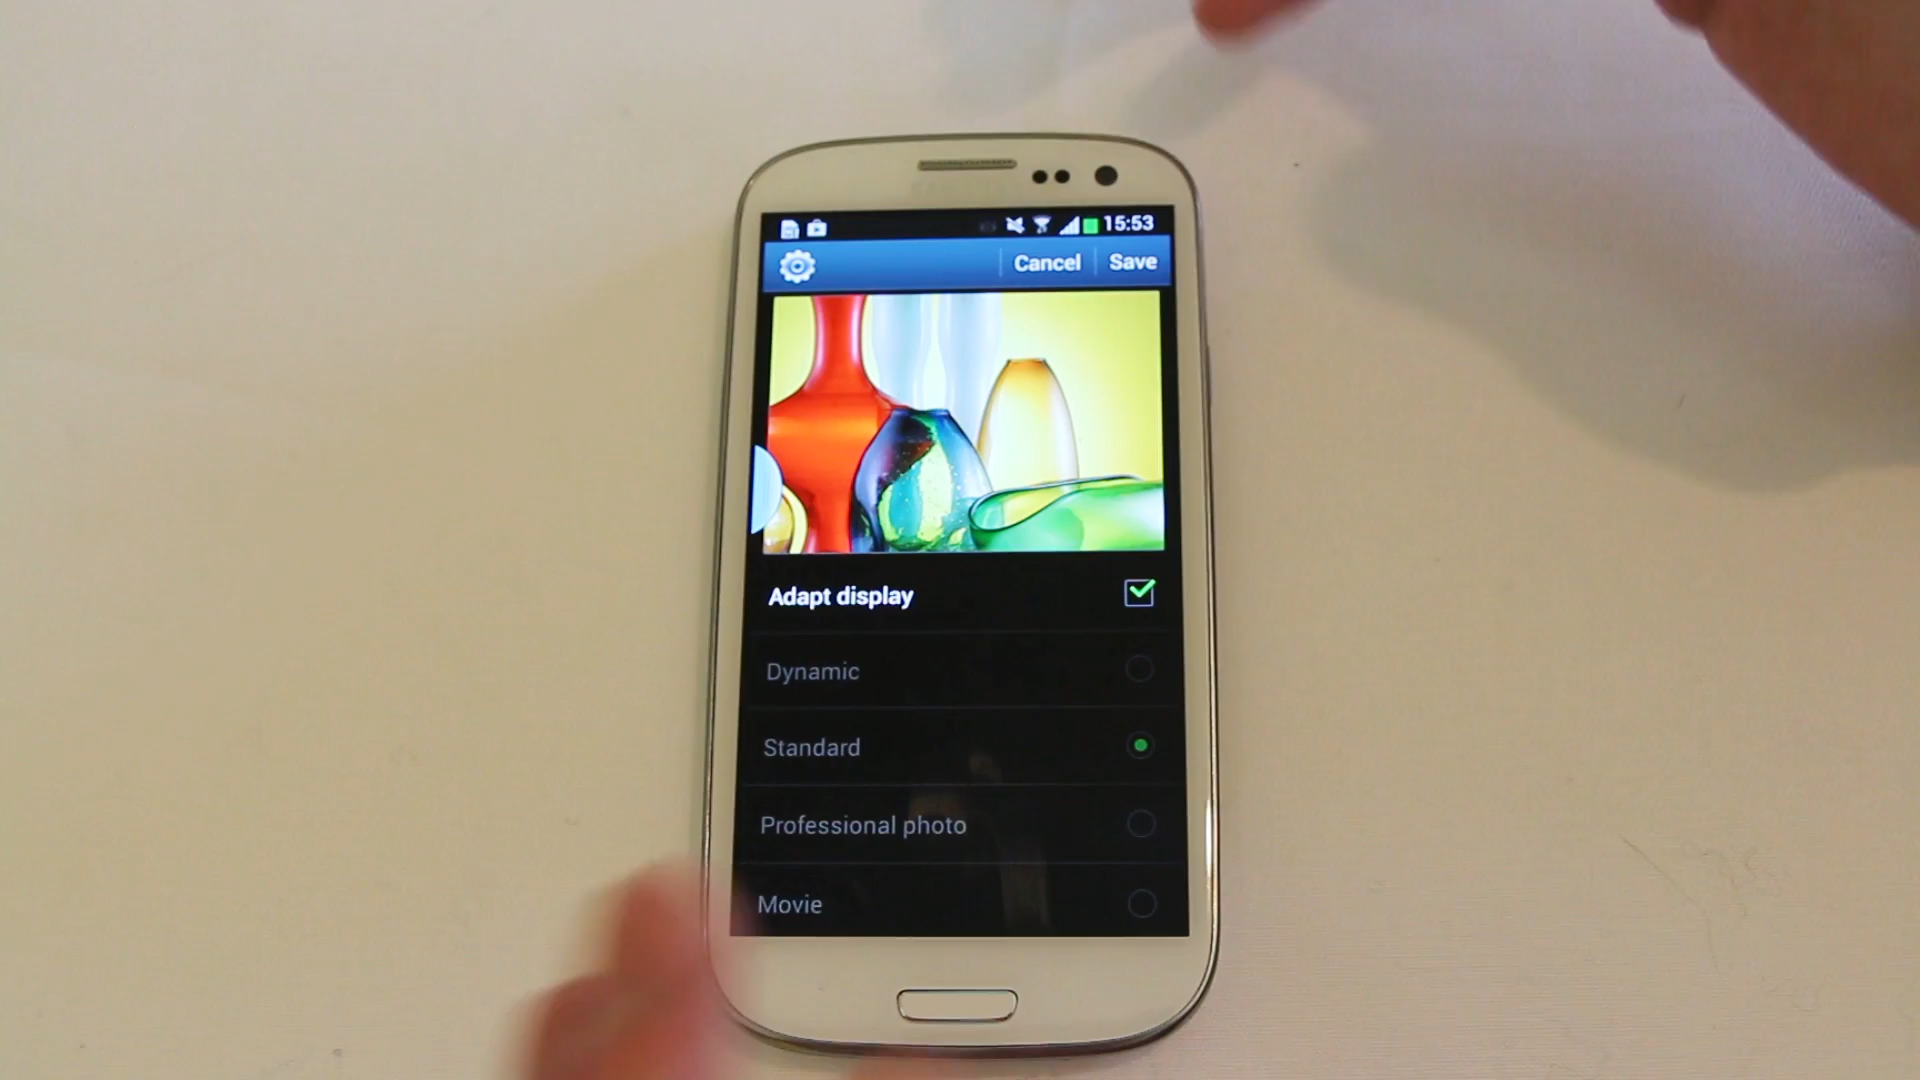 15:53
Cancel Save
Adapt display
Dynamic
Standard
Professional photo
Movie